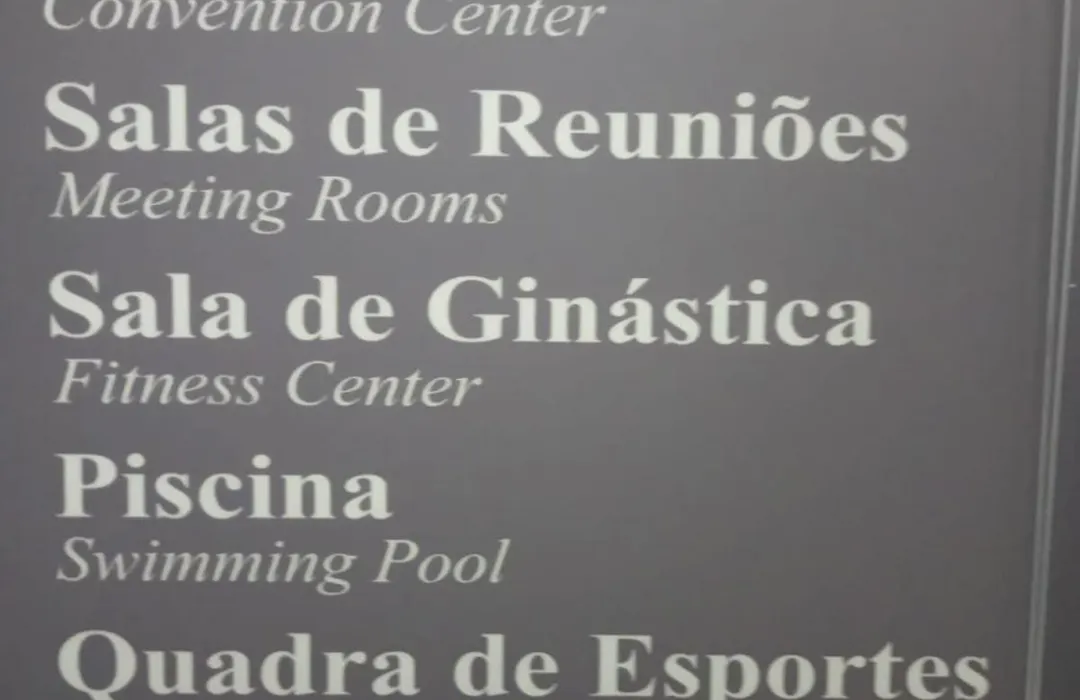 Convention Center
Salas de Reuniões
Meeting Rooms
Sala de Ginástica
Fitness Center
Piscina
Swimming Pool
Quadra de Esportes